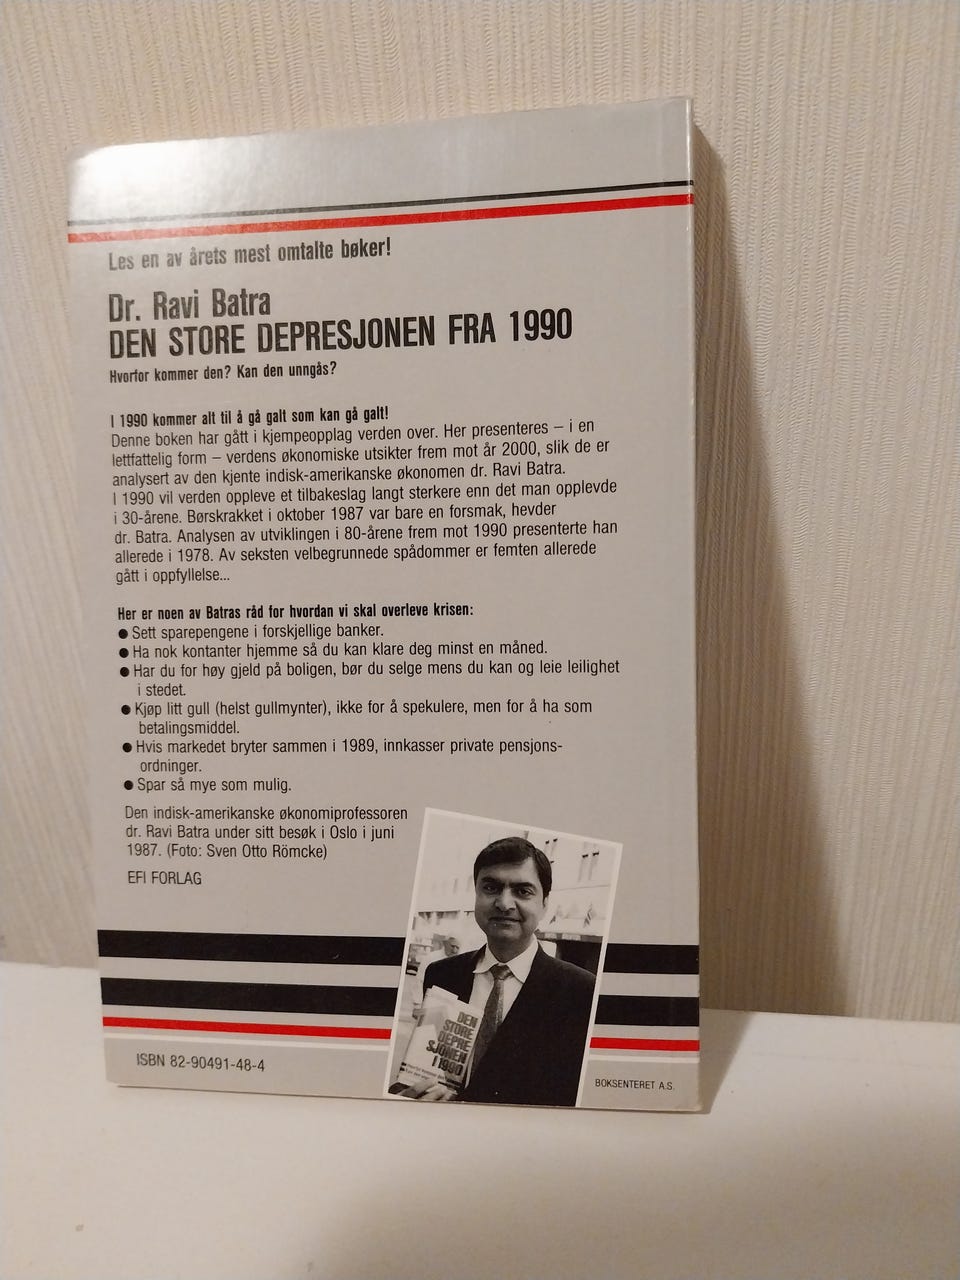 Les en av årets mest omtalte bøker!
Dr. Ravi Batra
DEN STORE DEPRESJONEN FRA 1990
Hvorfor kommer den? Kan den unngås?
I 1990 kommer alt til å gå galt som kan gå galt!
Denne boken har gått i kjempeopplag verden over. Her presenteres – i en
lettfattelig form – verdens økonomiske utsikter frem mot år 2000, slik de er
analysert av den kjente indisk-amerikanske økonomen dr. Ravi Batra.
I 1990 vil verden oppleve et tilbakeslag langt sterkere enn det man opplevde
i 30-årene. Børskrakket i oktober 1987 var bare en forsmak, hevder
dr. Batra. Analysen av utviklingen i 80-årene frem mot 1990 presenterte han
allerede i 1978. Av seksten velbegrunnede spådommer er femten allerede
gått i oppfyllelse...
Her er noen av Batras råd for hvordan vi skal overleve krisen:
● Sett sparepengene i forskjellige banker.
● Ha nok kontanter hjemme så du kan klare deg minst en måned.
● Har du for høy gjeld på boligen, bør du selge mens du kan og leie leilighet
i stedet.
● Kjøp litt gull (helst gullmynter), ikke for å spekulere, men for å ha som
betalingsmiddel.
● Hvis markedet bryter sammen i 1989, innkasser private pensjons-
ordninger.
● Spar så mye som mulig.
Den indisk-amerikanske økonomiprofessoren
dr. Ravi Batra under sitt besøk i Oslo i juni
1987. (Foto: Sven Otto Römcke)
EFI FORLAG
DEN
STORE
DEPRE-
SJONEN
I 1990
ISBN 82-90491-48-4
BOKSENTERET A.S.